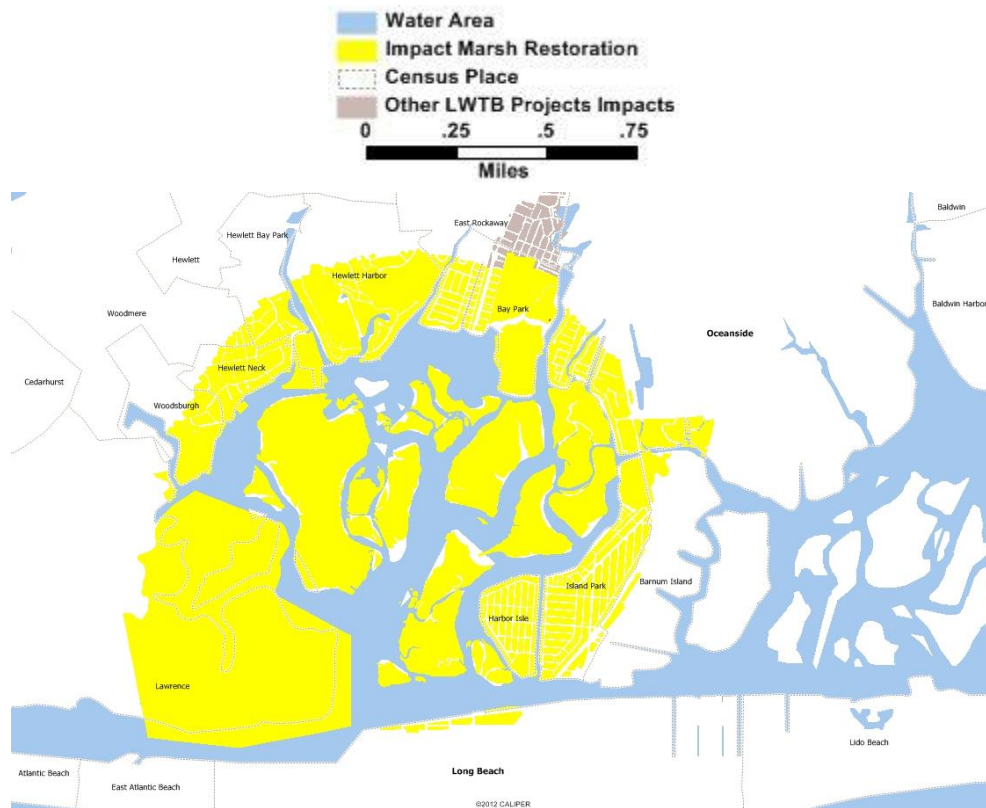 Water Area
Impact Marsh Restoration
Census Place
Other LWTB Projects Impacts
0 .25 .5 .75
Miles
Baldwin
East Rockaway
Hewlett Bay Park
Hewlett
Hewlett Harbor
Baldwin Harbor
Bay Park
Woodmere
Oceanside
Hewlett Neck
Cedarhurst
Woodsburgh
Barnum Island
Island Park
Harbor Isle
Lawrence
Lido Beach
Atlantic Beach
Long Beach
East Atlantic Beach
©2012 CALIPER